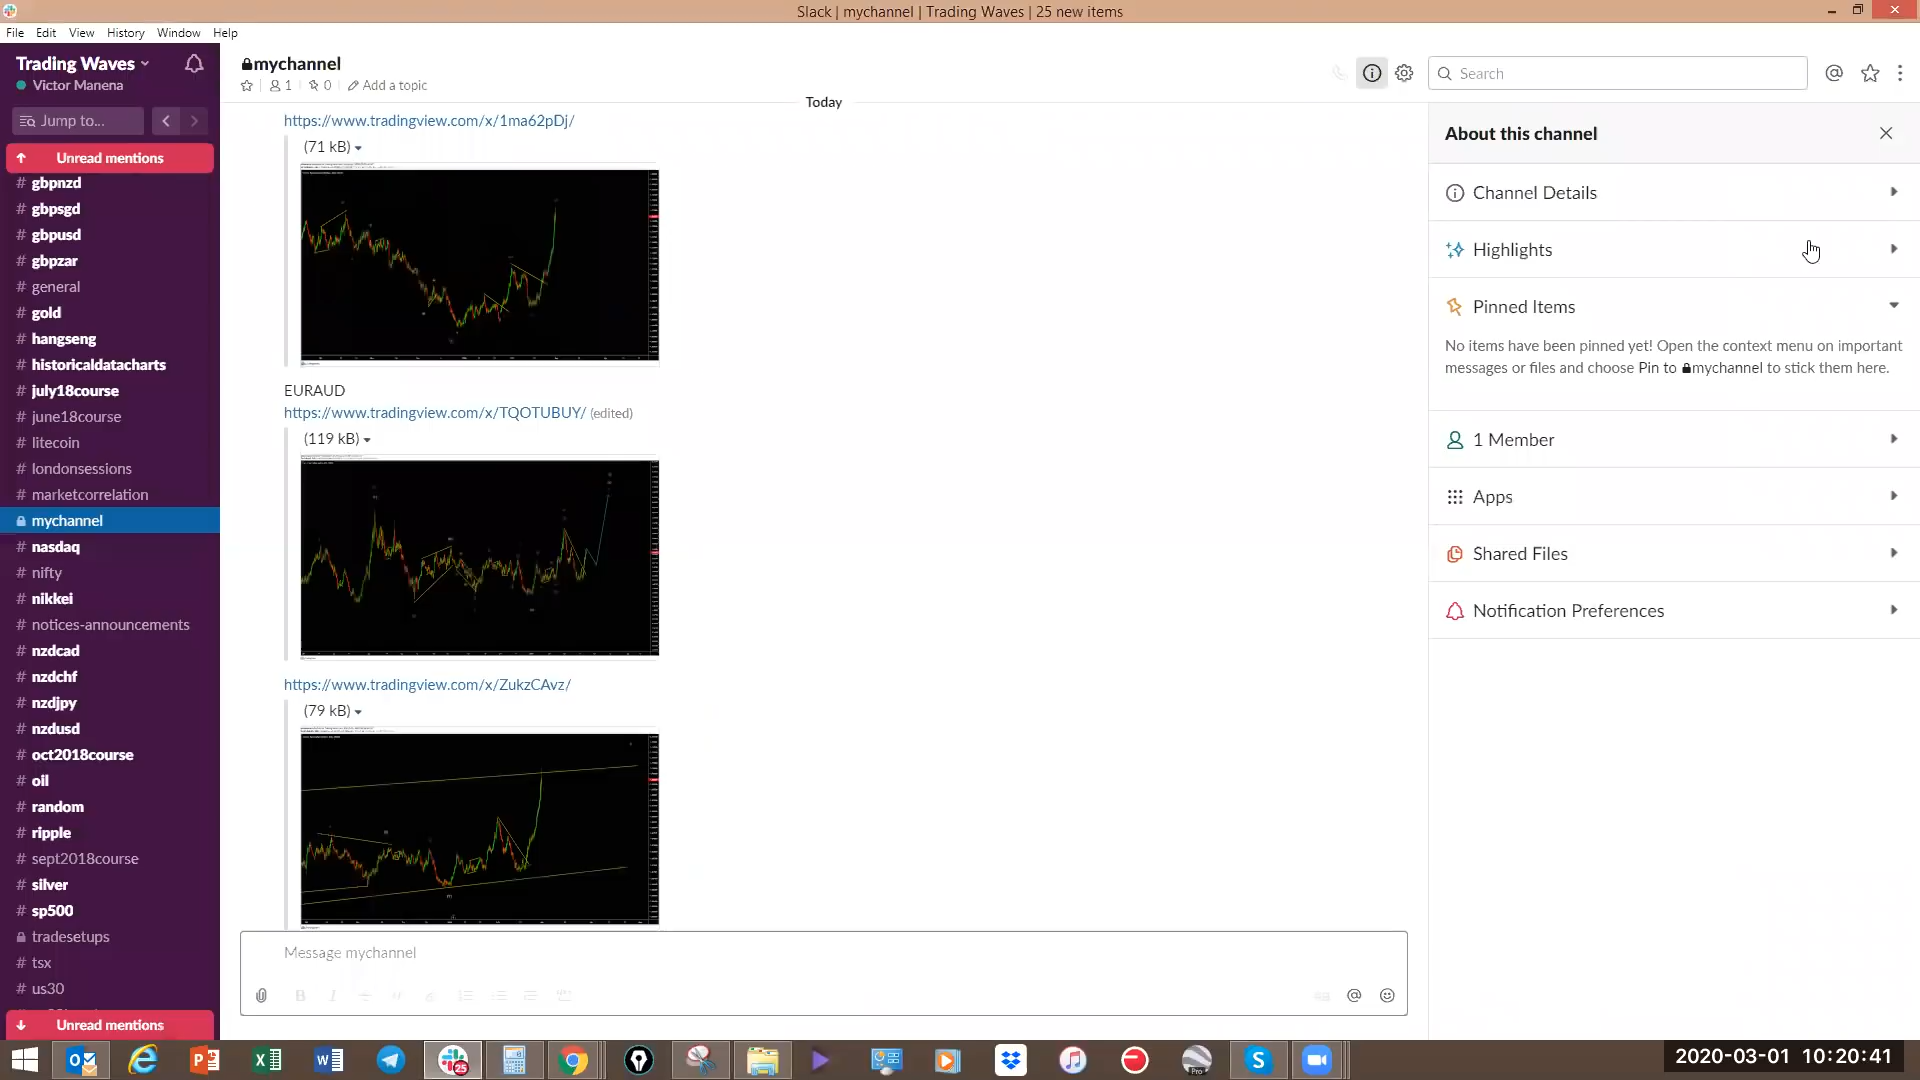 Slack | mychannel | Trading Waves | 25 new items
File Edit View History Window Help
Trading Waves
Victor Manena
Jump to...
Unread mentions
# gbpnzd
# gbpsgd
# gbpusd
# gbpzar
# general
# gold
# hangseng
# historicaldatacharts
# july18course
# june18course
# litecoin
# londonsessions
# marketcorrelation
mychannel
# nasdaq
# nifty
# nikkei
# notices-announcements
# nzdcad
# nzdchf
# nzdjpy
# nzdusd
# oct2018course
# oil
# random
# ripple
# sept2018course
# silver
# sp500
tradesetups
# tsx
# us30
Unread mentions
mychannel
1 0 Add a topic
Search
Today
https://www.tradingview.com/x/1ma62pDj/
(71 kB)
EURAUD
https://www.tradingview.com/x/TQOTUBUY/ (edited)
(119 kB)
https://www.tradingview.com/x/ZukzCAvz/
(79 kB)
Message mychannel
About this channel
Channel Details
Highlights
Pinned Items
No items have been pinned yet! Open the context menu on important
messages or files and choose Pin to mychannel to stick them here.
1 Member
Apps
Shared Files
Notification Preferences
25
Pro
2020-03-01 10:20:41